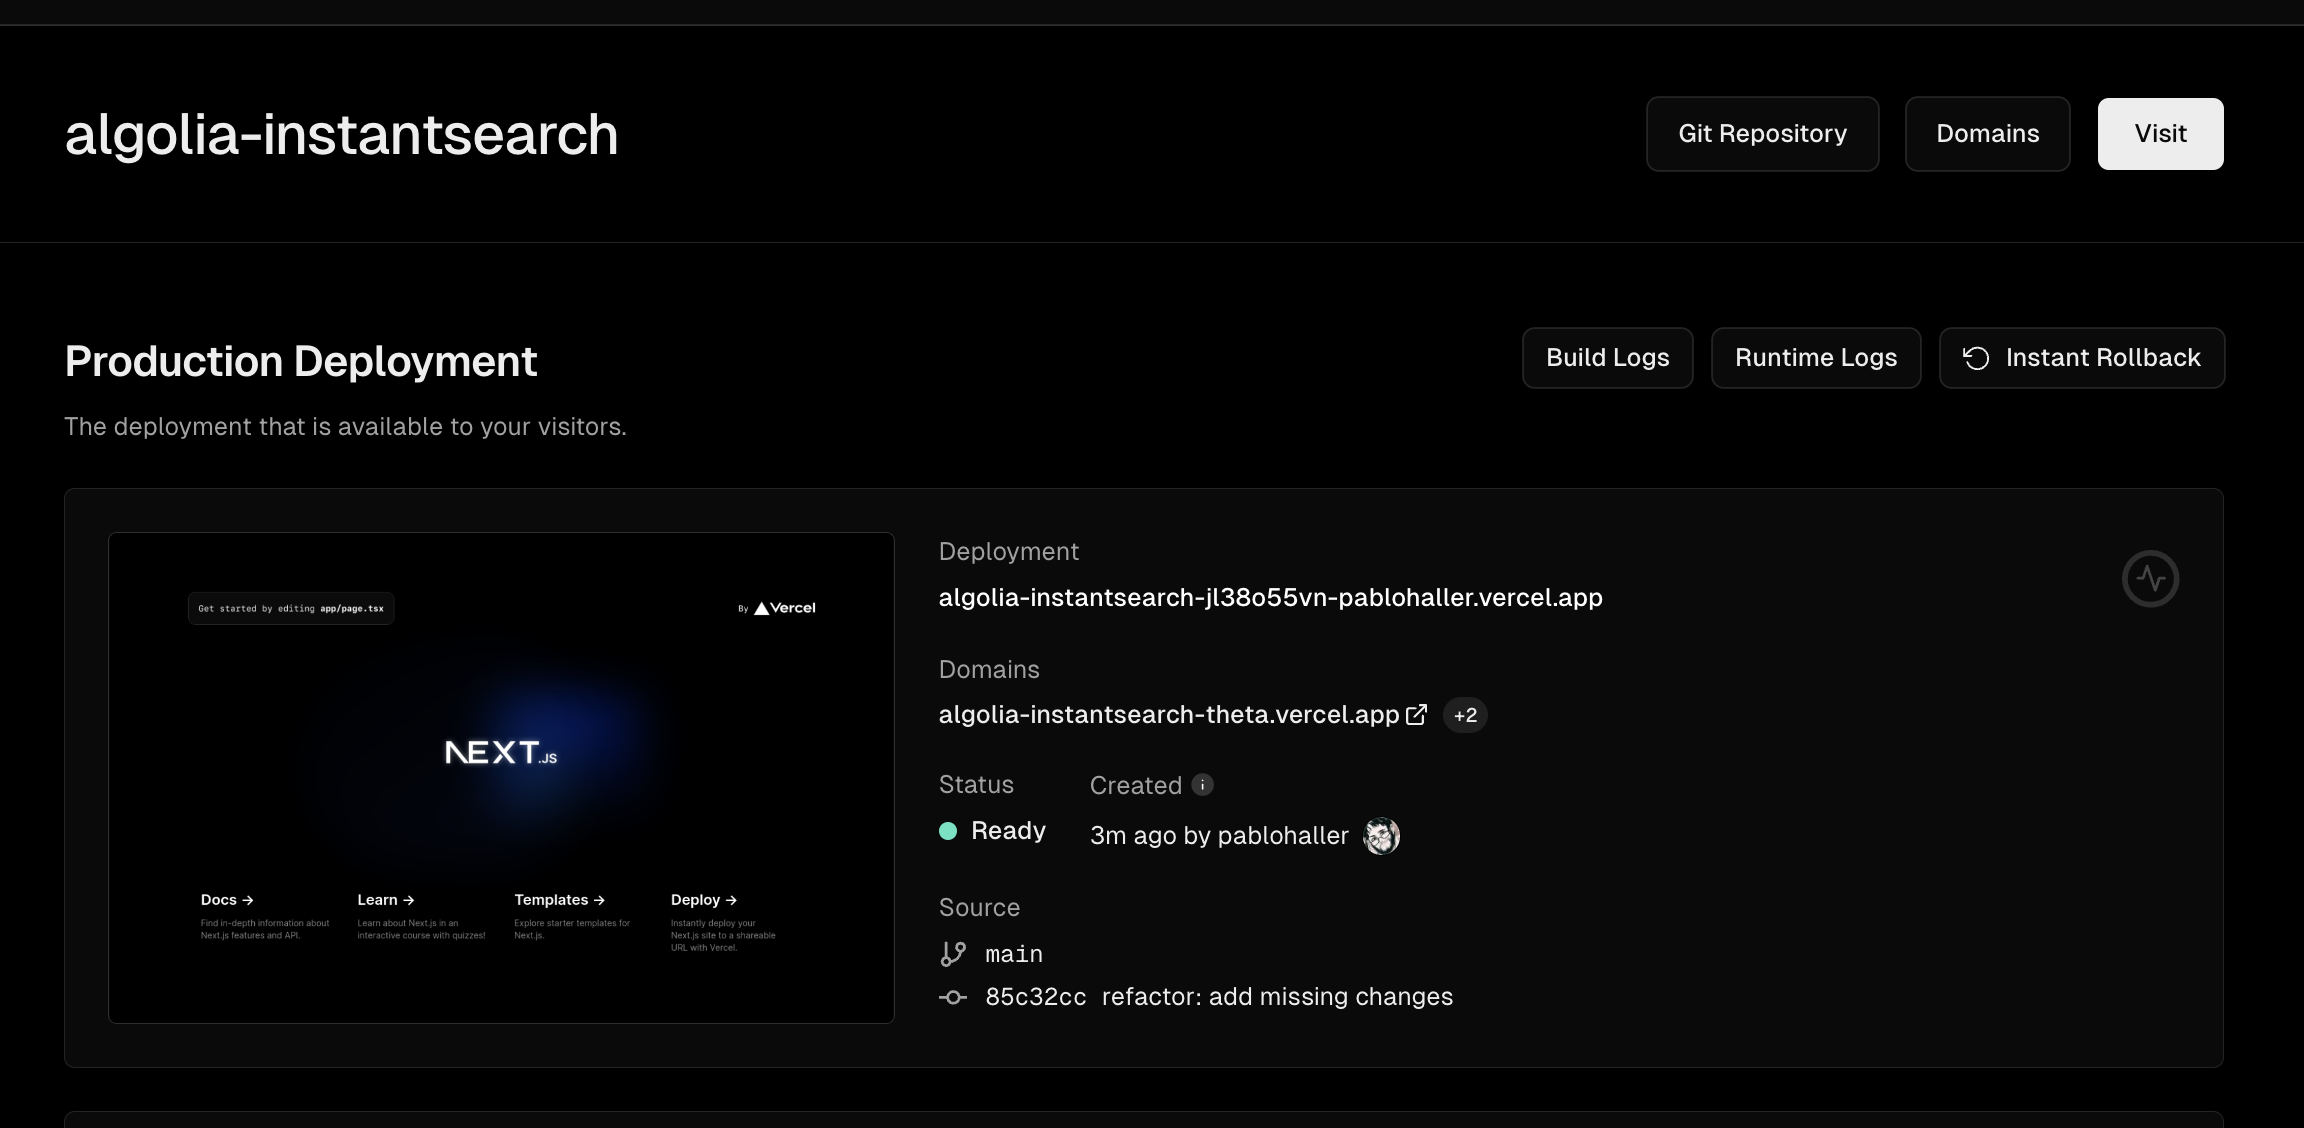 algolia-instantsearch
Git Repository
Domains
Visit
Production Deployment
Build Logs
Runtime Logs
Instant Rollback
The deployment that is available to your visitors.
Get started by editing app/page.tsx
By Vercel
NEXT.JS
Docs →
Find in-depth information about
Next.js features and API.
Learn →
Learn about Next.js in an
interactive course with quizzes!
Templates →
Explore starter templates for
Next.js.
Deploy →
Instantly deploy your
Next.js site to a shareable
URL with Vercel.
Deployment
algolia-instantsearch-jl38o55vn-pablohaller.vercel.app
Domains
algolia-instantsearch-theta.vercel.app +2
Status
Ready
Created
3m ago by pablohaller
Source
main
85c32cc refactor: add missing changes